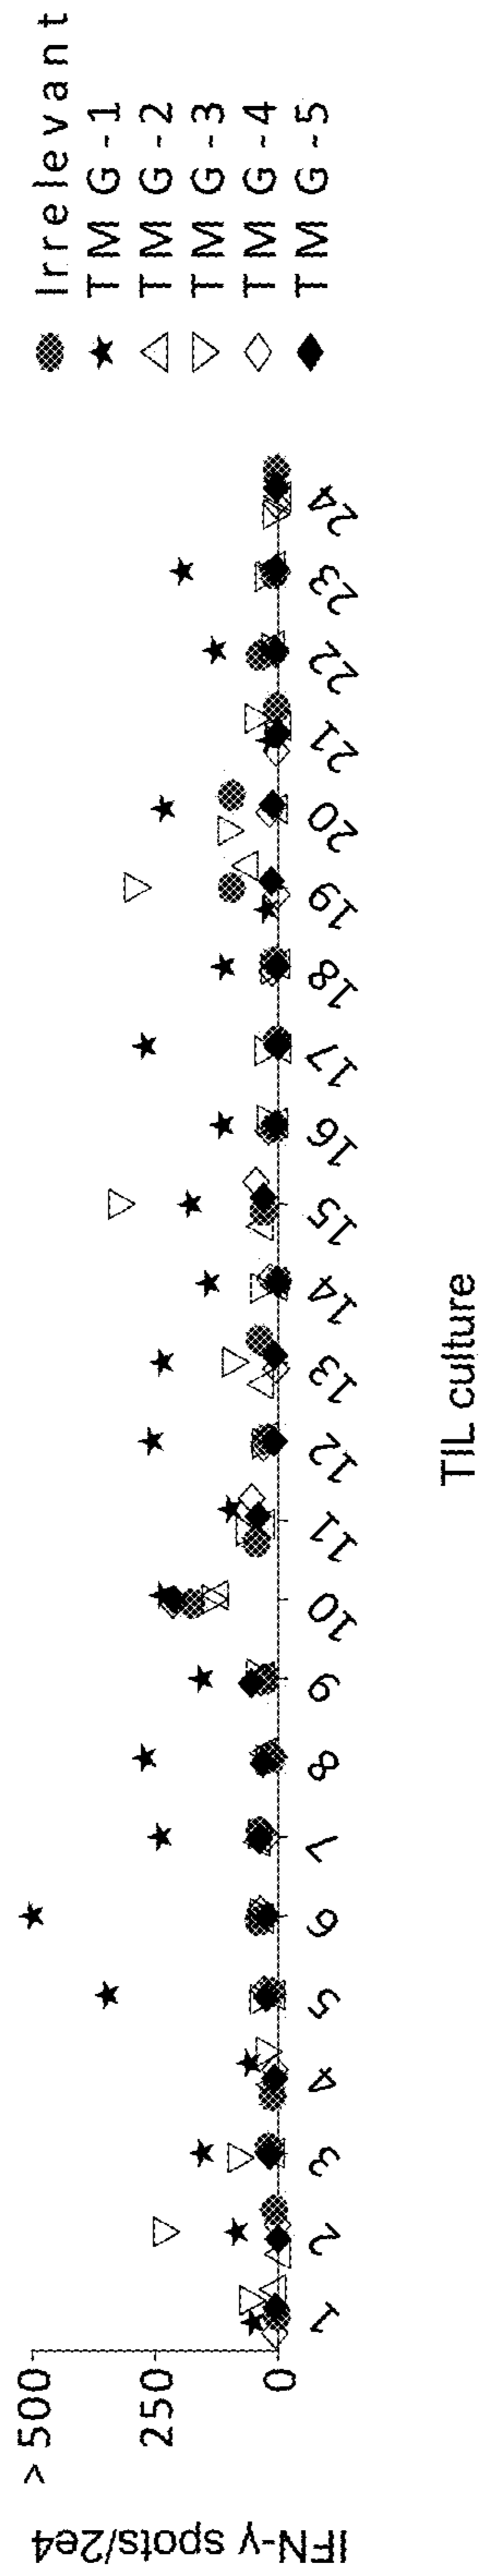 IFN-γ spots/2e4
> 500
250
0
1 2 3 4 5 6 7 8 9 10 11 12 13 14 15 16 17 18 19 20 21 22 23 24
TIL culture
Irrelevant
TMG-1
TMG-2
TMG-3
TMG-4
TMG-5